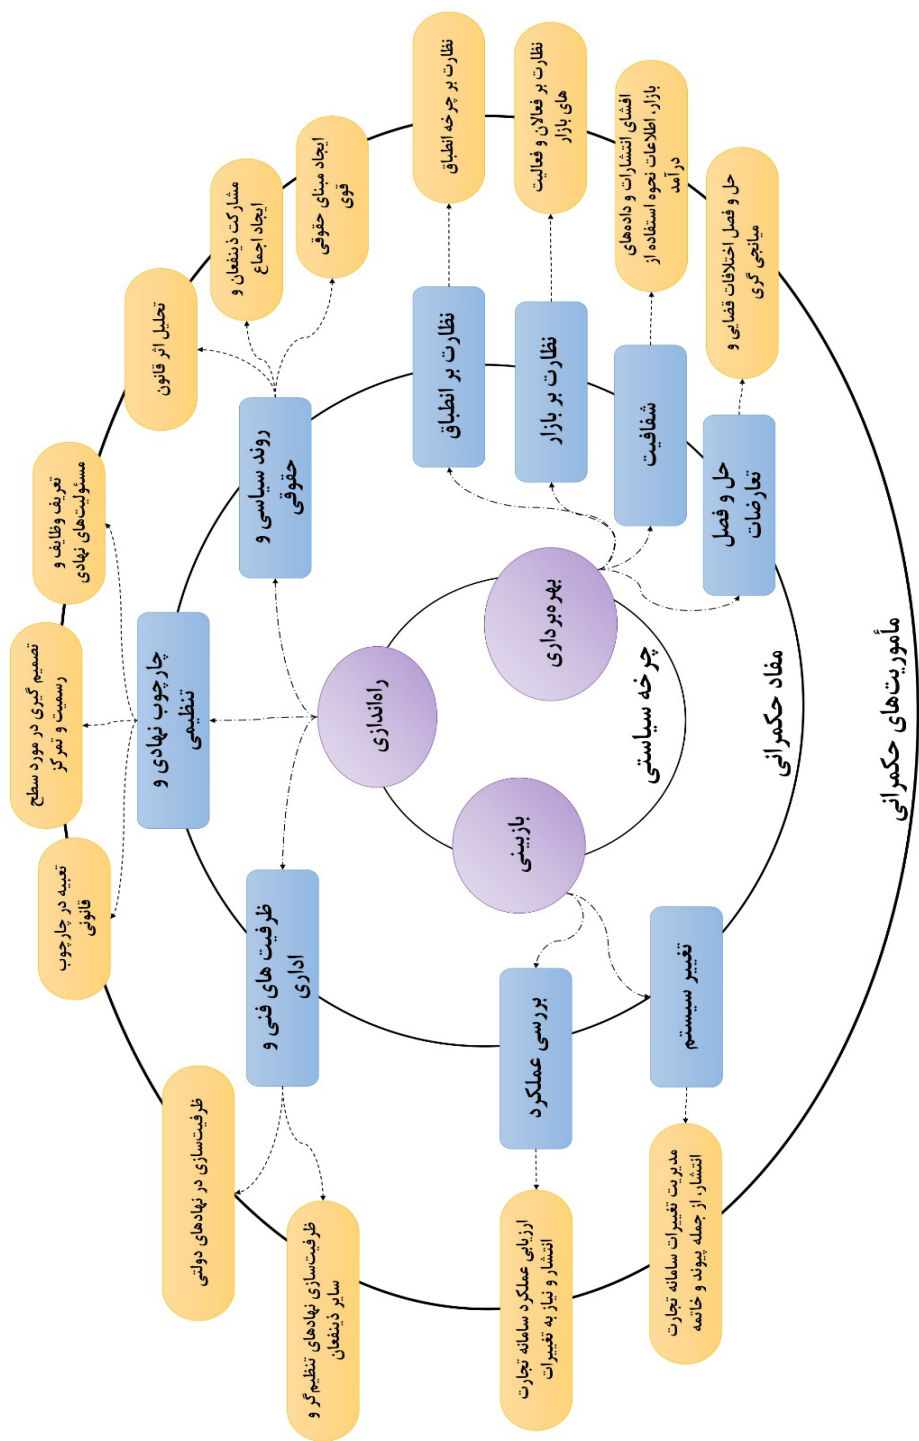 راه‌اندازی
بهره‌برداری
بازبینی
چرخه سیاستی
مفاد حکمرانی
مأموریت‌های حکمرانی
روند سیاسی و
حقوقی
چارچوب نهادی و
تنظیمی
ظرفیت های فنی و
اداری
نظارت بر انطباق
نظارت بر بازار
شفافیت
حل و فصل
تعارضات
بررسی عملکرد
تغییر سیستم
ایجاد مبنای حقوقی
قوی
مشارکت ذینفعان و
ایجاد اجماع
تحلیل اثر قانون
تعریف وظایف و
مسئولیت‌های نهادی
تصمیم گیری در مورد سطح
رسمیت و تمرکز
تعبیه در چارچوب
قانونی
ظرفیت‌سازی در نهادهای دولتی
ظرفیت‌سازی نهادهای تنظیم‌گر و
سایر ذینفعان
نظارت بر چرخه انطباق
نظارت بر فعالان و فعالیت
های بازار
افشای انتشارات و داده‌های
بازار، اطلاعات نحوه استفاده از
درآمد
حل و فصل اختلافات قضایی و
میانجی گری
ارزیابی عملکرد سامانه تجارت
انتشار و نیاز به تغییرات
مدیریت تغییرات سامانه تجارت
انتشار، از جمله پیوند و خاتمه